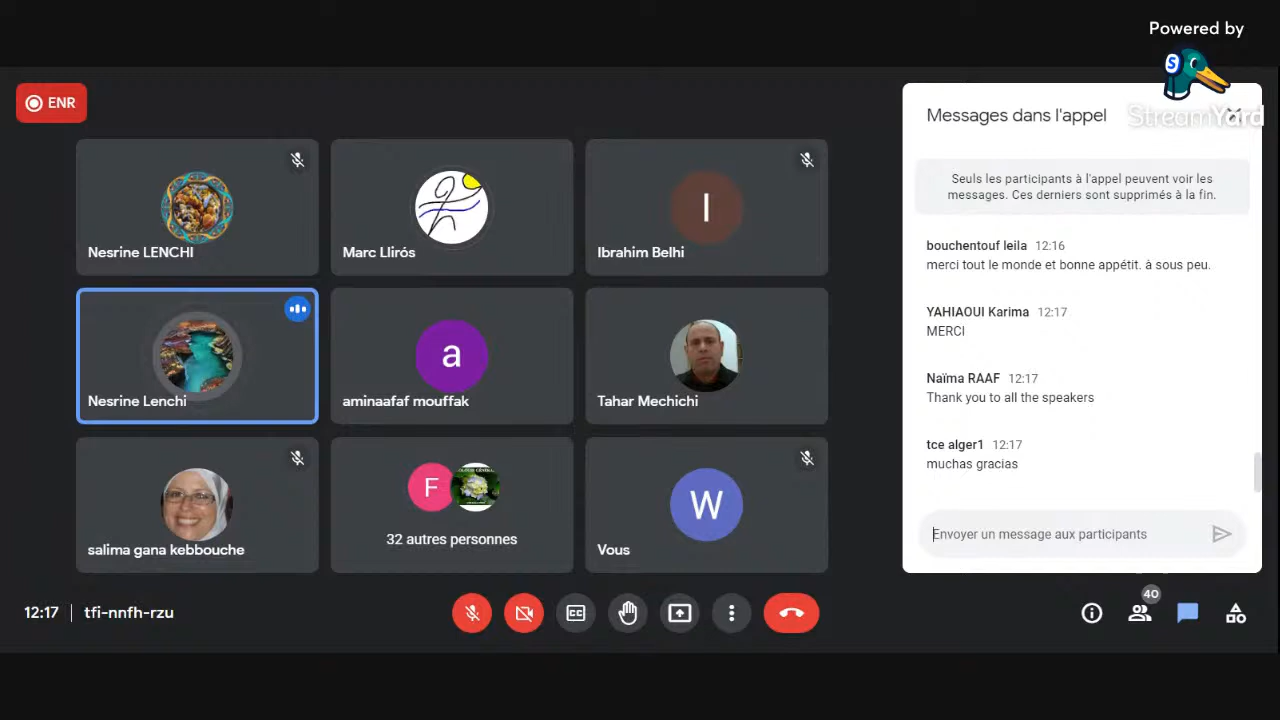 Powered by
S
StreamYard
ENR
Nesrine LENCHI
Marc Llirós
I
Ibrahim Belhi
Nesrine Lenchi
a
aminaafaf mouffak
Tahar Mechichi
salima gana kebbouche
F
32 autres personnes
W
Vous
Messages dans l'appel
Seuls les participants à l'appel peuvent voir les
messages. Ces derniers sont supprimés à la fin.
bouchentouf leila 12:16
merci tout le monde et bonne appétit. à sous peu.
YAHIAOUI Karima 12:17
MERCI
Naïma RAAF 12:17
Thank you to all the speakers
tce alger1 12:17
muchas gracias
Envoyer un message aux participants
12:17 | tfi-nnfh-rzu
CC
40